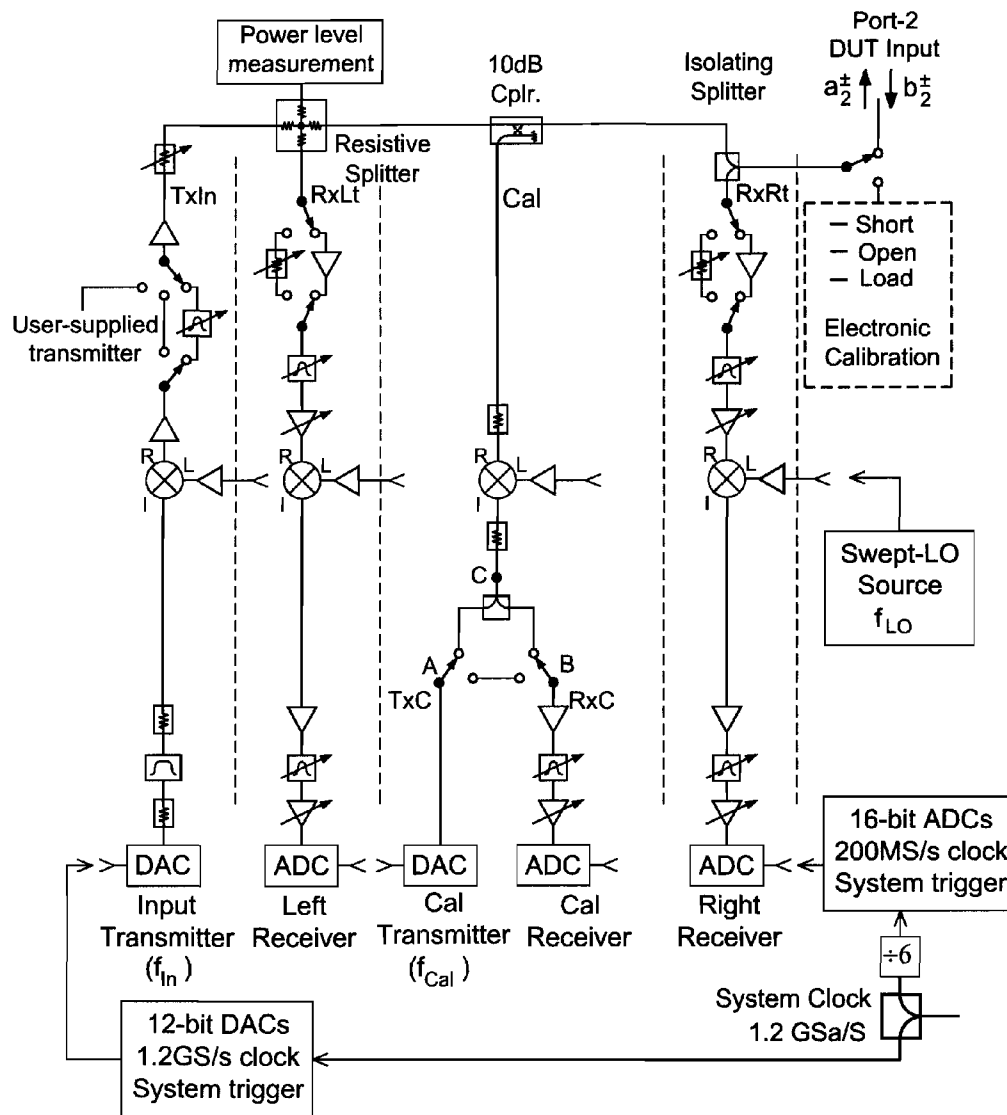 Power level
measurement
10dB
Cplr.
Isolating
Splitter
Port-2
DUT Input
a2±
b2±
Resistive
Splitter
TxIn
RxLt
Cal
RxRt
– Short
– Open
– Load
Electronic
Calibration
User-supplied
transmitter
R
L
I
R
L
I
R
L
I
R
L
I
Swept-LO
Source
fLO
C
A
B
TxC
RxC
DAC
ADC
DAC
ADC
ADC
16-bit ADCs
200MS/s clock
System trigger
Input
Transmitter
(fIn)
Left
Receiver
Cal
Transmitter
(fCal)
Cal
Receiver
Right
Receiver
÷6
System Clock
1.2 GSa/S
12-bit DACs
1.2GS/s clock
System trigger